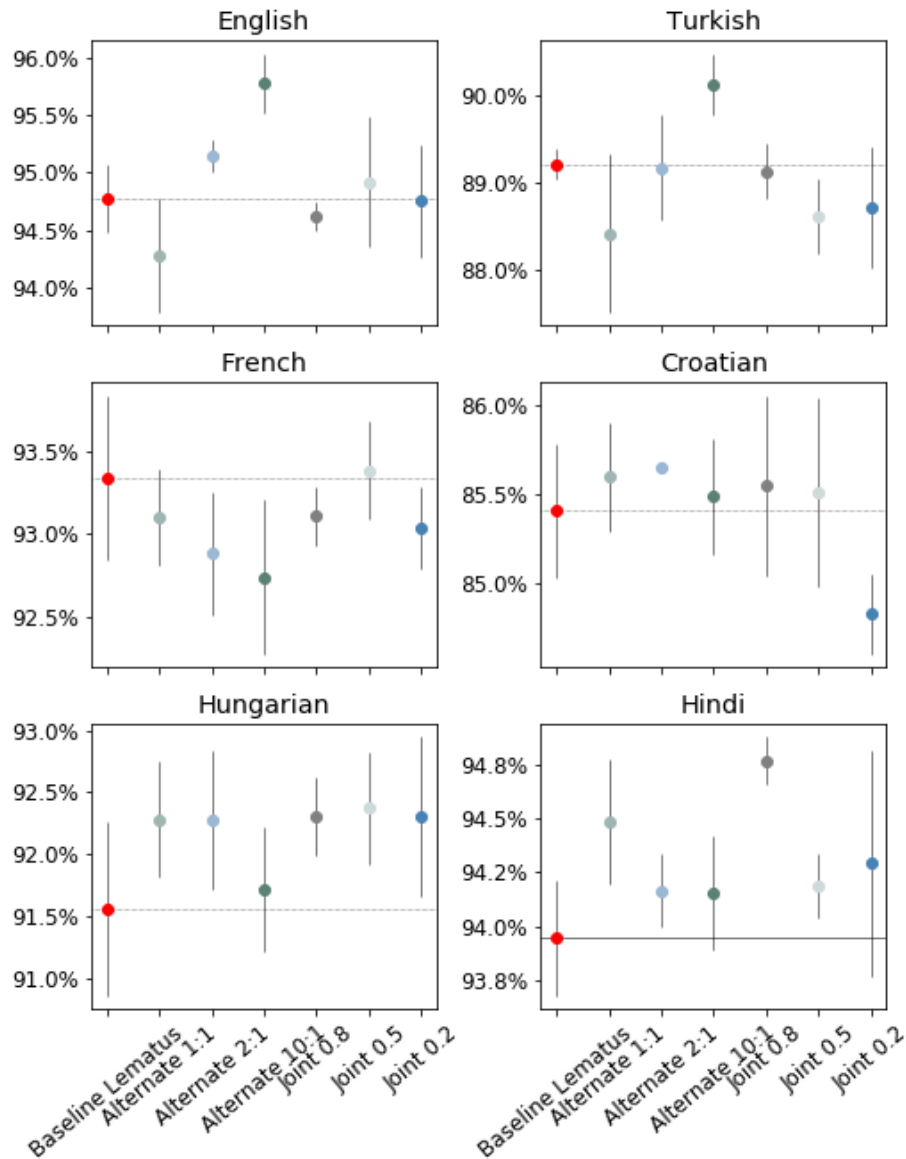 English
Turkish
96.0%
95.5%
95.0%
94.5%
94.0%
90.0%
89.0%
88.0%
French
Croatian
93.5%
93.0%
92.5%
86.0%
85.5%
85.0%
Hungarian
Hindi
93.0%
92.5%
92.0%
91.5%
91.0%
94.8%
94.5%
94.2%
94.0%
93.8%
Baseline Lematus
Alternate 1:1
Alternate 2:1
Alternate 10:1
Joint 0.8
Joint 0.5
Joint 0.2
Baseline Lematus
Alternate 1:1
Alternate 2:1
Alternate 10:1
Joint 0.8
Joint 0.5
Joint 0.2